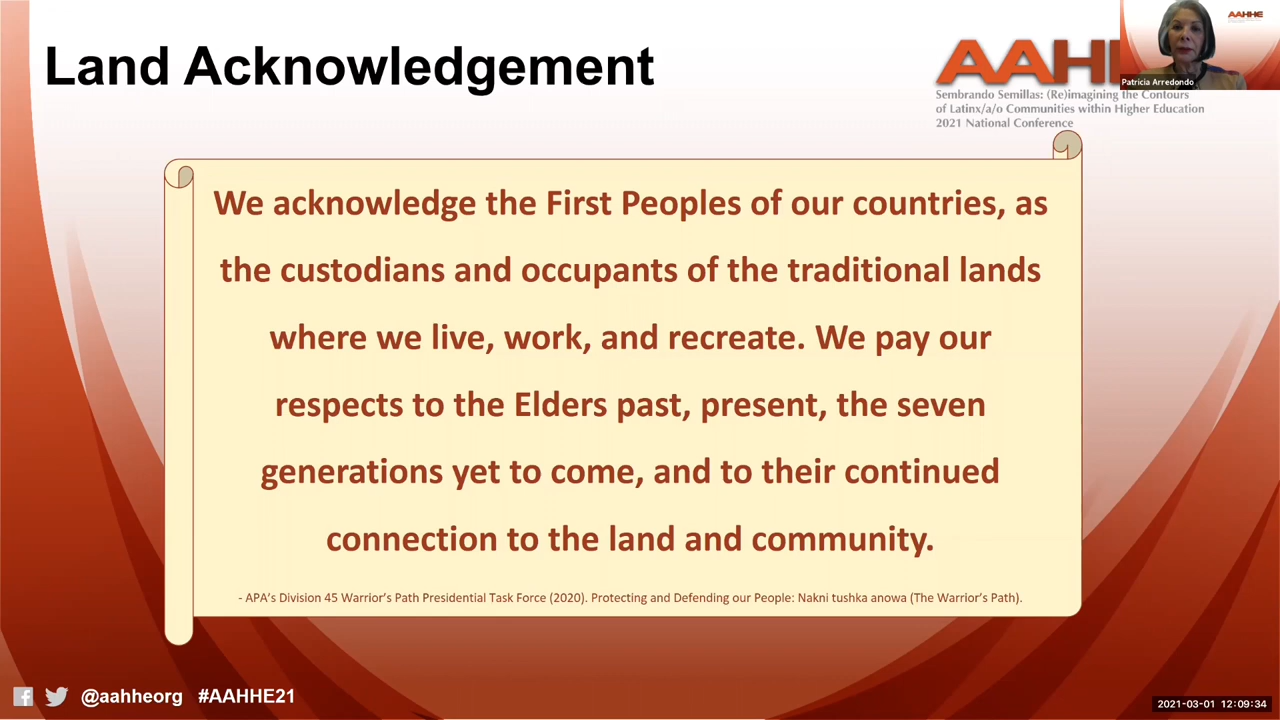 Land Acknowledgement
AAHHE
Patricia Arredondo
Sembrando Semillas: (Re)imagining the Contours
of Latinx/a/o Communities within Higher Education
2021 National Conference
We acknowledge the First Peoples of our countries, as
the custodians and occupants of the traditional lands
where we live, work, and recreate. We pay our
respects to the Elders past, present, the seven
generations yet to come, and to their continued
connection to the land and community.
- APA's Division 45 Warrior's Path Presidential Task Force (2020). Protecting and Defending our People: Nakni tushka anowa (The Warrior's Path).
@aahheorg #AAHHE21
2021-03-01 12:09:34